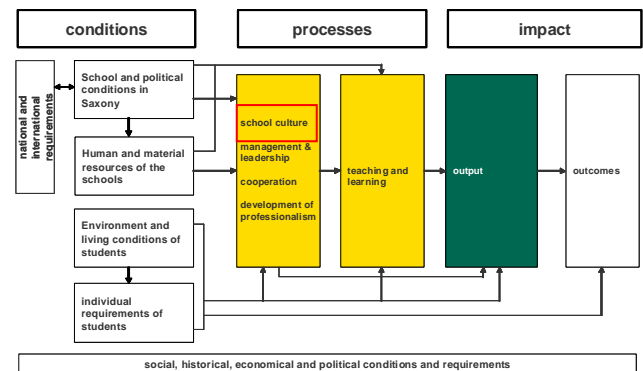 conditions
processes
impact
national and
international
requirements
School and political
conditions in
Saxony
Human and material
resources of the
schools
Environment and
living conditions of
students
individual
requirements of
students
school culture
management &
leadership
cooperation
development of
professionalism
teaching and
learning
output
outcomes
social, historical, economical and political conditions and requirements